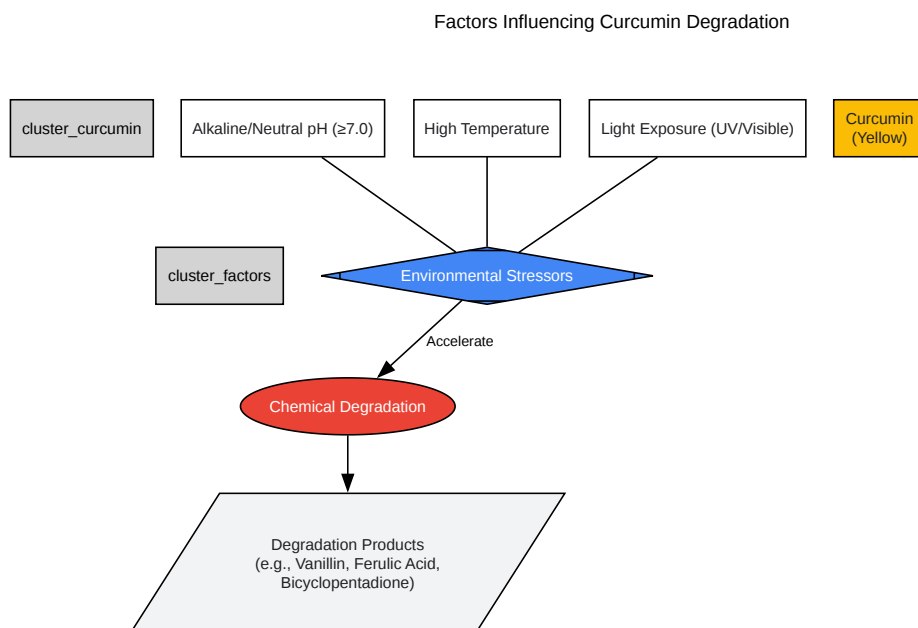 Factors Influencing Curcumin Degradation
cluster_curcumin
Alkaline/Neutral pH (≥7.0)
High Temperature
Light Exposure (UV/Visible)
Curcumin
(Yellow)
cluster_factors
Environmental Stressors
Accelerate
Chemical Degradation
Degradation Products
(e.g., Vanillin, Ferulic Acid,
Bicyclopentadione)